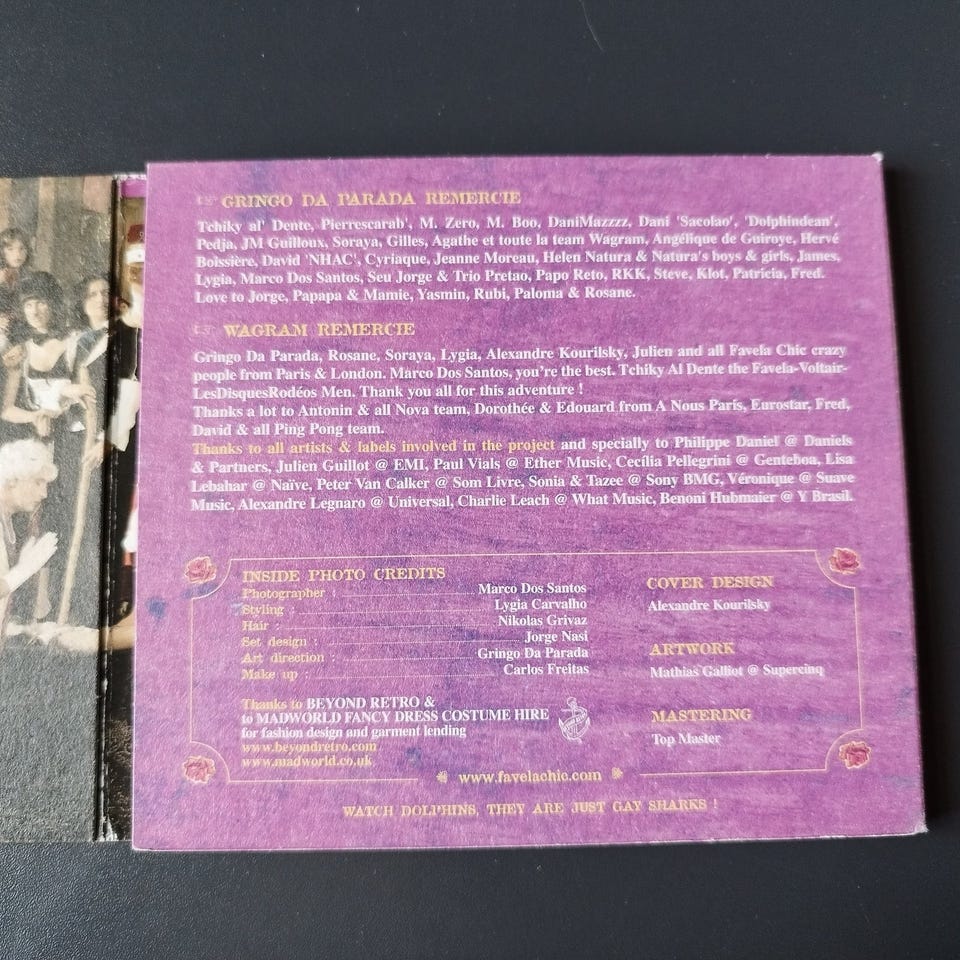 GRINGO DA PARADA REMERCIE
Tchiky al' Dente, Pierrescarab', M. Zero, M. Boo, DaniMazzzz, Dani 'Sacolao', 'Dolphindean',
Pedja, JM Guilloux, Soraya, Gilles, Agathe et toute la team Wagram, Angélique de Guiroye, Hervé
Boissière, David 'NHAC', Cyriaque, Jeanne Moreau, Helen Natura & Natura's boys & girls, James,
Lygia, Marco Dos Santos, Seu Jorge & Trio Pretao, Papo Reto, RKK, Steve, Klot, Patricia, Fred.
Love to Jorge, Papapa & Mamie, Yasmin, Rubi, Paloma & Rosane.
WAGRAM REMERCIE
Gringo Da Parada, Rosane, Soraya, Lygia, Alexandre Kourilsky, Julien and all Favela Chic crazy
people from Paris & London. Marco Dos Santos, you're the best. Tchiky Al Dente the Favela-Voltair-
LesDisquesRodéos Men. Thank you all for this adventure !
Thanks a lot to Antonin & all Nova team, Dorothée & Edouard from A Nous Paris, Eurostar, Fred,
David & all Ping Pong team.
Thanks to all artists & labels involved in the project and specially to Philippe Daniel @ Daniels
& Partners, Julien Guillot @ EMI, Paul Vials @ Ether Music, Cecília Pellegrini @ Genteboa, Lisa
Lebahar @ Naïve, Peter Van Calker @ Som Livre, Sonia & Tazee @ Sony BMG, Véronique @ Suave
Music, Alexandre Legnaro @ Universal, Charlie Leach @ What Music, Benoni Hubmaier @ Y Brasil.
INSIDE PHOTO CREDITS
Photographer : Marco Dos Santos
Styling : Lygia Carvalho
Hair : Nikolas Grivaz
Set design : Jorge Nasi
Art direction : Gringo Da Parada
Make up : Carlos Freitas
Thanks to BEYOND RETRO &
to MADWORLD FANCY DRESS COSTUME HIRE
for fashion design and garment lending
www.beyondretro.com
www.madworld.co.uk
COVER DESIGN
Alexandre Kourilsky
ARTWORK
Mathias Galliot @ Supercinq
MASTERING
Top Master
www.favelachic.com
WATCH DOLPHINS, THEY ARE JUST GAY SHARKS !